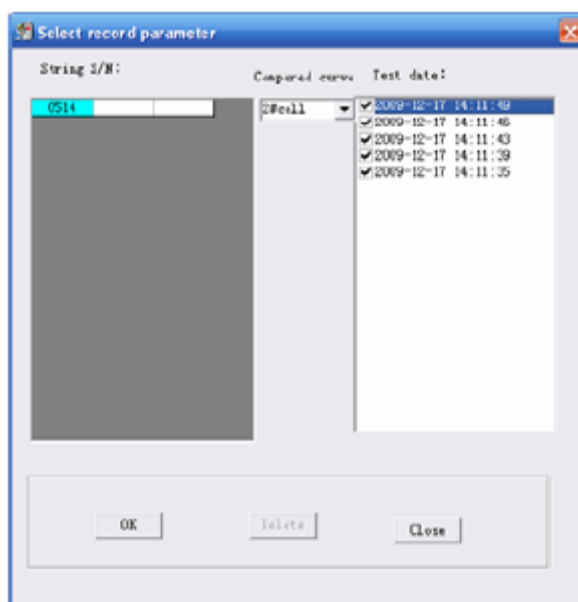 Select record parameter
String S/N:
Compared curve
Test date:
0514
2#cell
2009-12-17 14:11:49
2009-12-17 14:11:46
2009-12-17 14:11:43
2009-12-17 14:11:39
2009-12-17 14:11:35
OK
Delete
Close